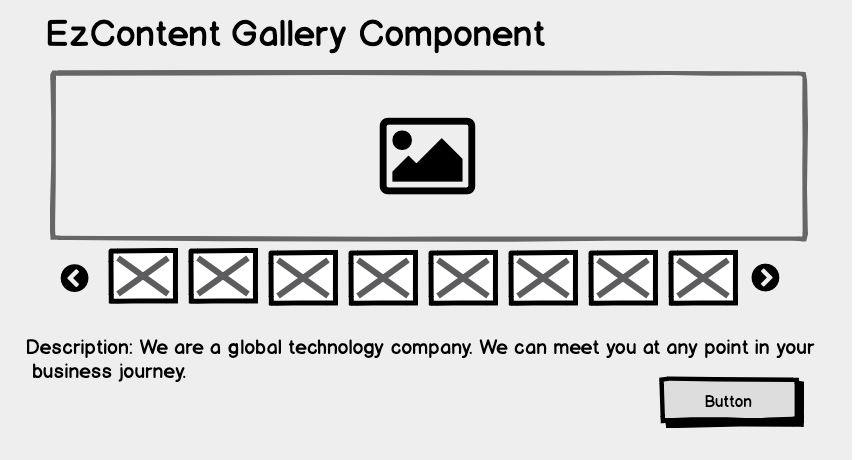 EzContent Gallery Component
Description: We are a global technology company. We can meet you at any point in your
business journey.
Button